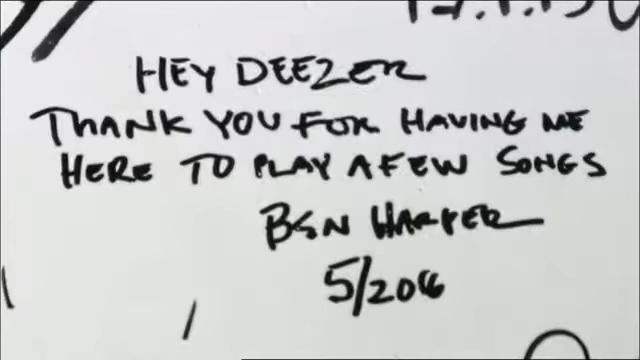 HEY DEEZER
THANK YOU FOR HAVING ME
HERE TO PLAY A FEW SONGS
BEN HARPER
5/2016